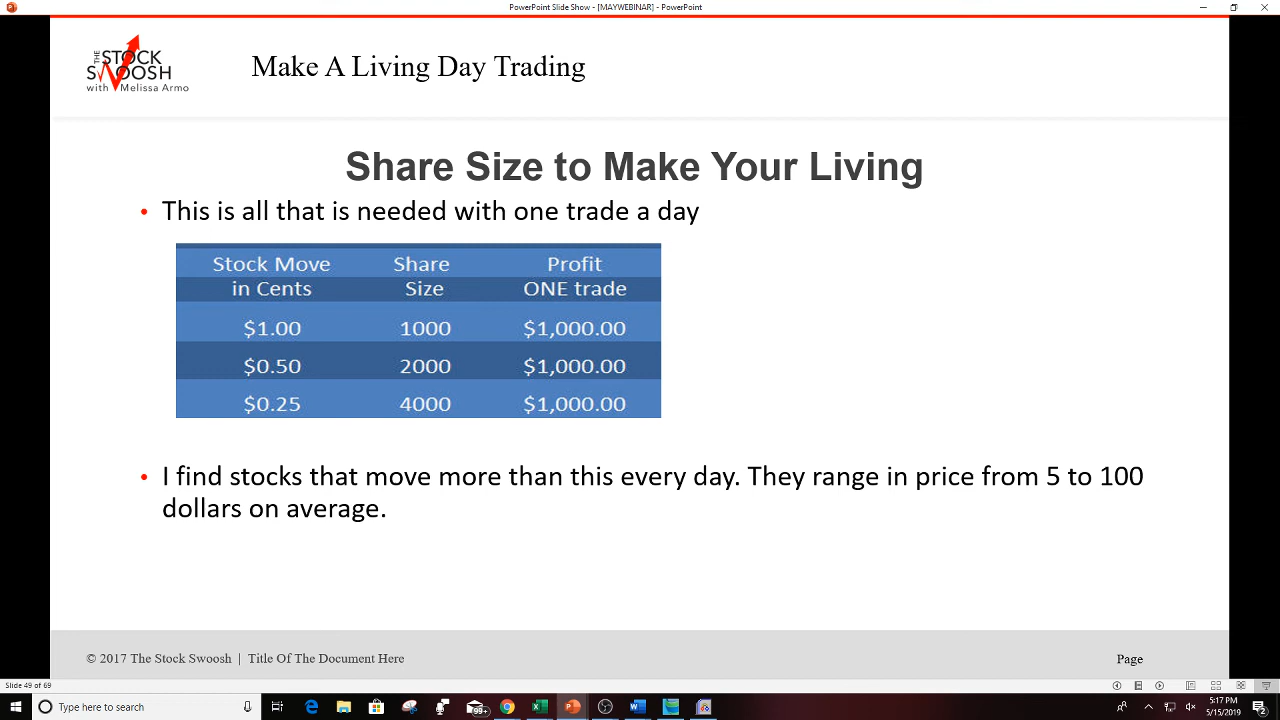 PowerPoint Slide Show - [MAYWEBINAR] - PowerPoint
THE
STOCK
SWOOSH
with Melissa Armo
Make A Living Day Trading
Share Size to Make Your Living
• This is all that is needed with one trade a day
Stock Move Share Profit
in Cents Size ONE trade
$1.00 1000 $1,000.00
$0.50 2000 $1,000.00
$0.25 4000 $1,000.00
• I find stocks that move more than this every day. They range in price from 5 to 100
dollars on average.
© 2017 The Stock Swoosh | Title Of The Document Here
Page
Slide 49 of 69
Type here to search
99+
5:17 PM
5/15/2019
2